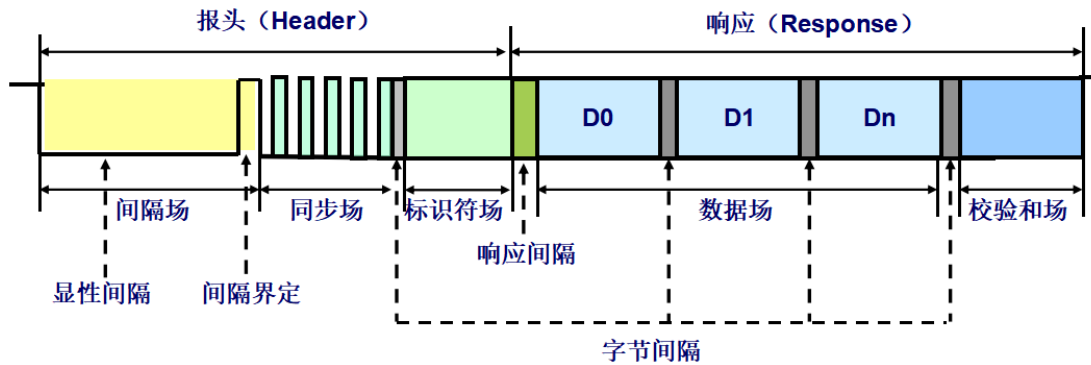 报头（Header） 响应（Response）
D0 D1 Dn
间隔场 同步场 标识符场 数据场 校验和场
响应间隔
显性间隔 间隔界定
字节间隔